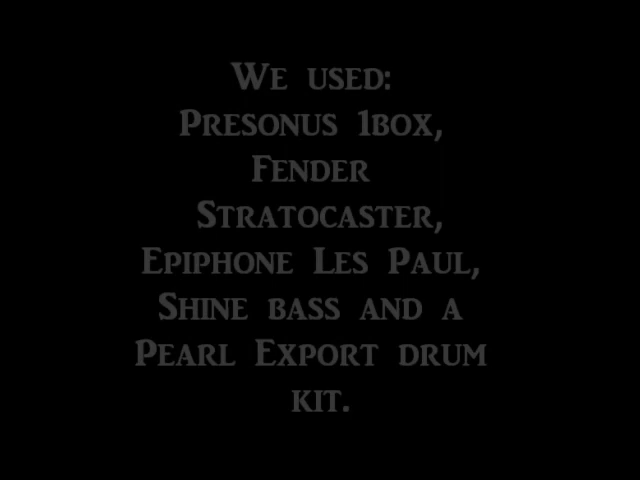 We used:
Presonus 1box,
Fender
Stratocaster,
Epiphone Les Paul,
Shine bass and a
Pearl Export drum
kit.